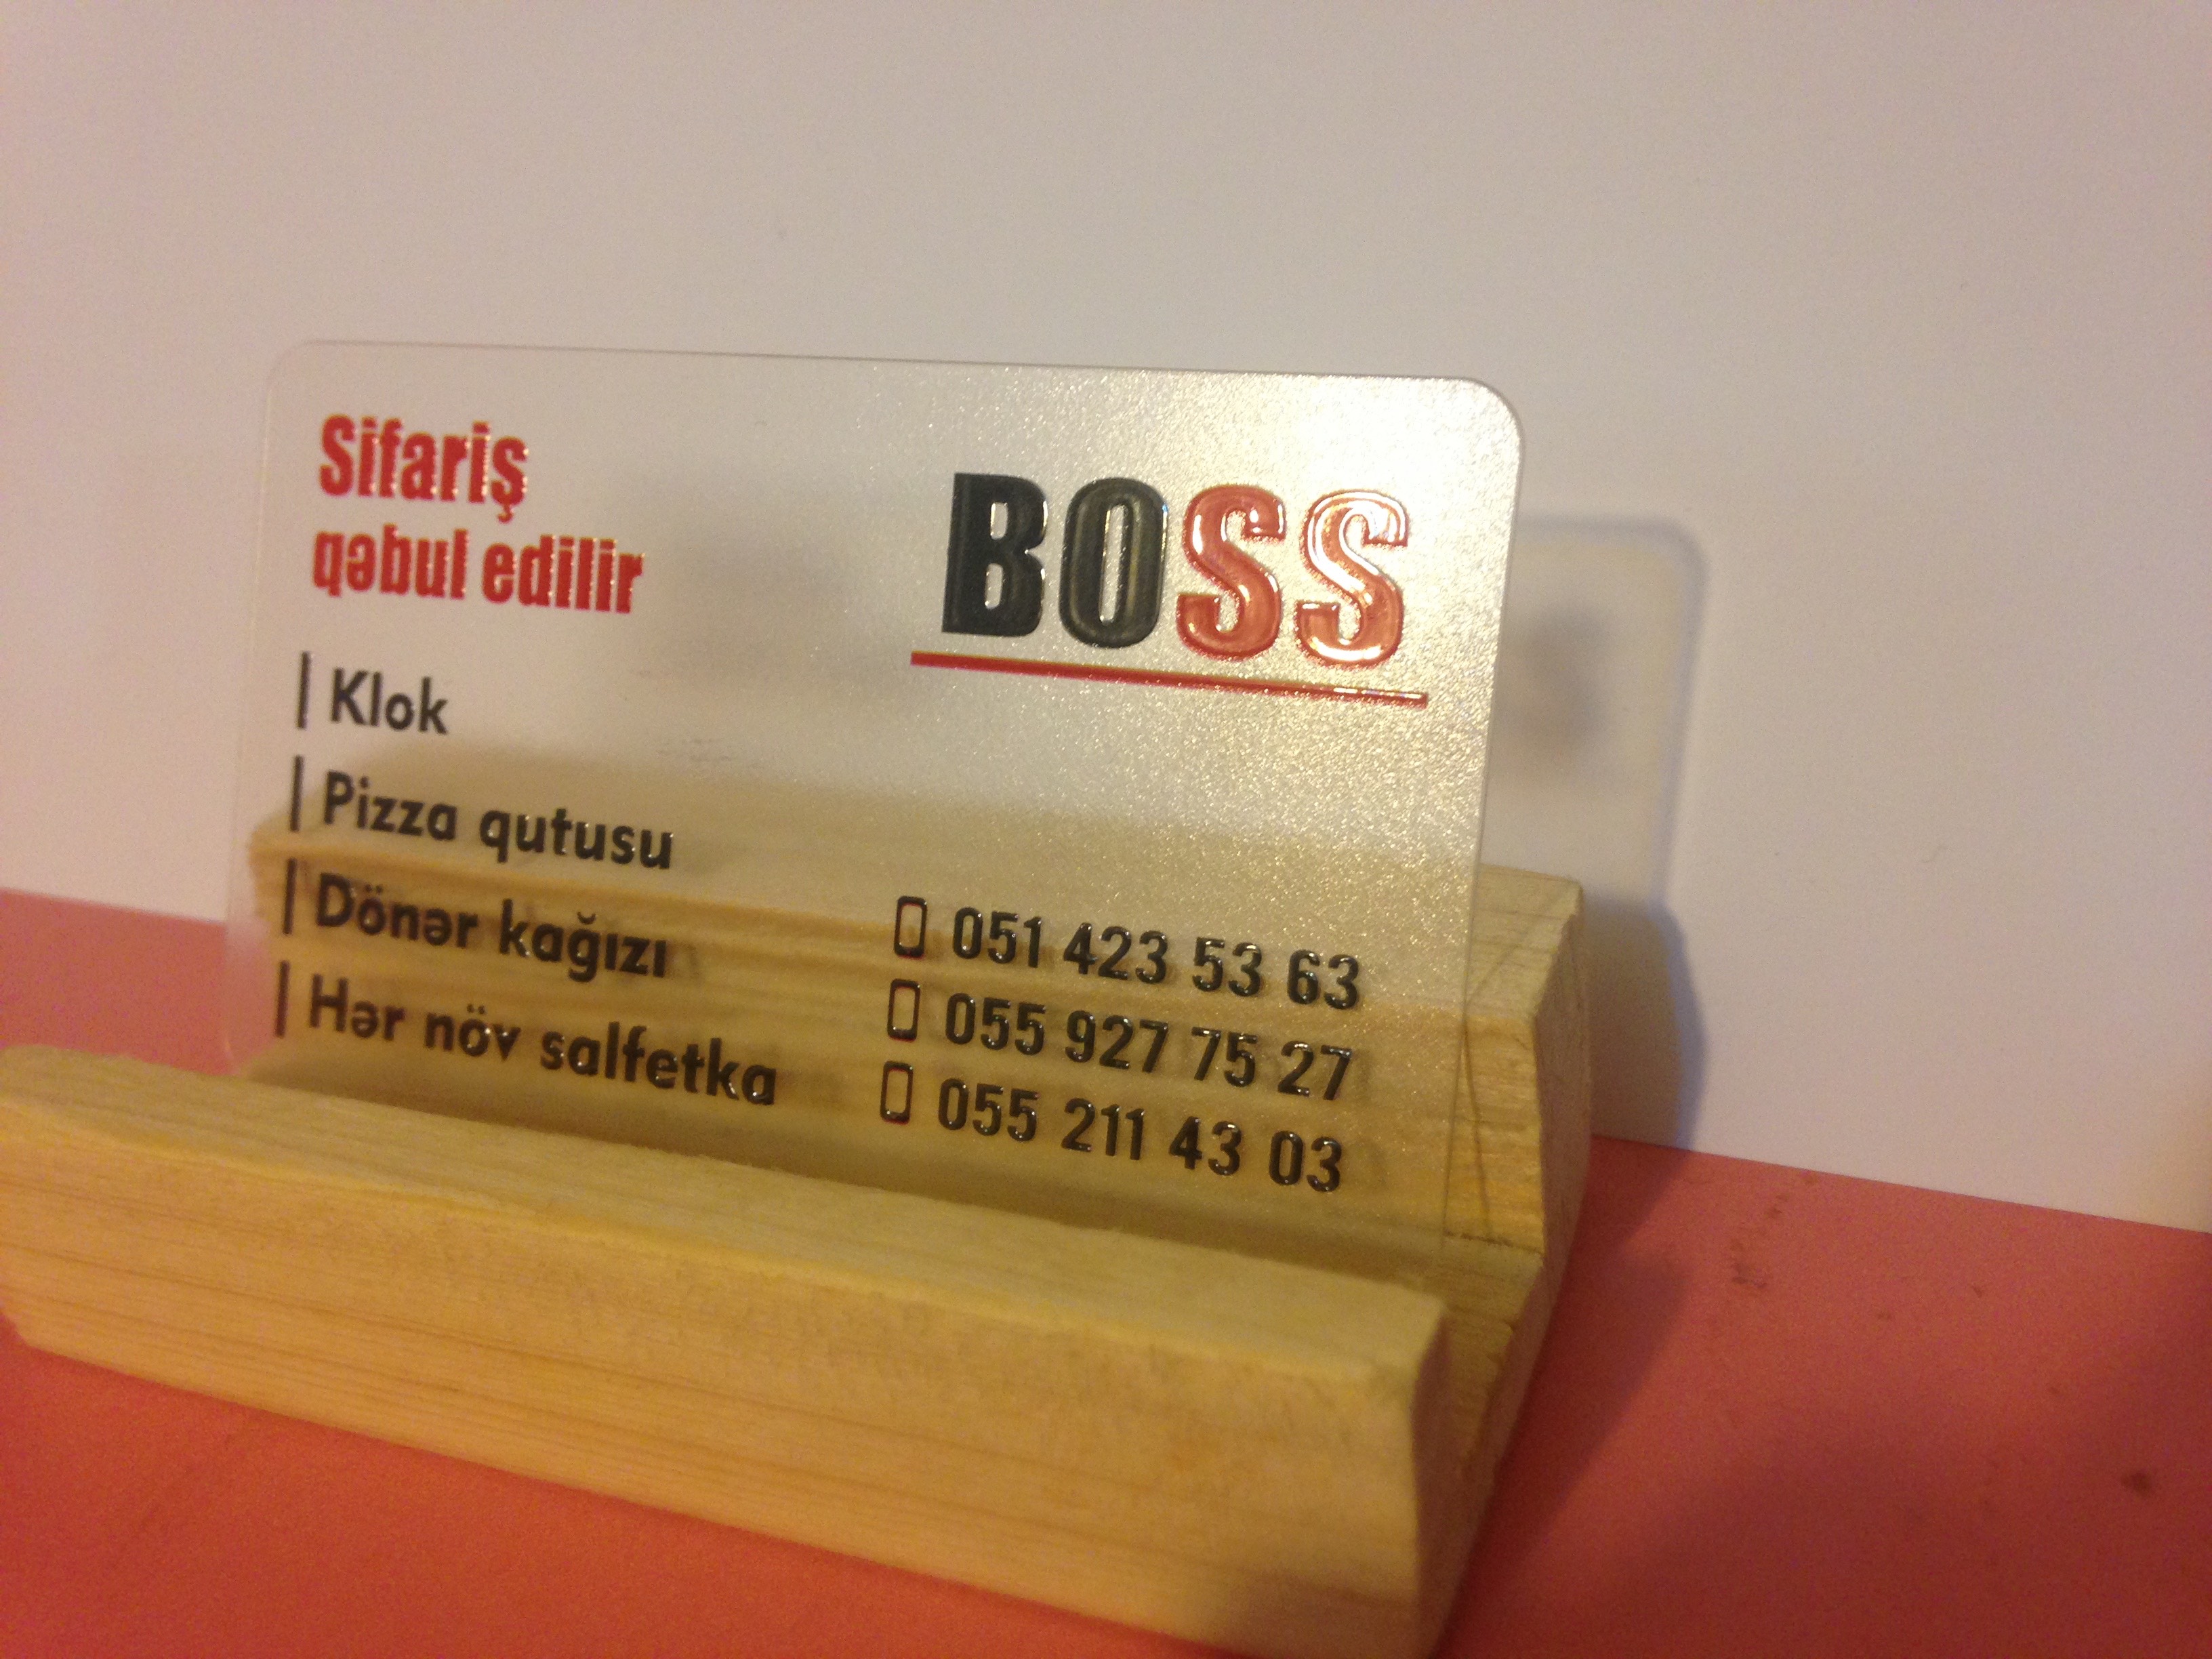 Sifariş
qəbul edilir
BOSS
| Klok
| Pizza qutusu
| Dönər kağızı
| Hər növ salfetka
051 423 53 63
055 927 75 27
055 211 43 03